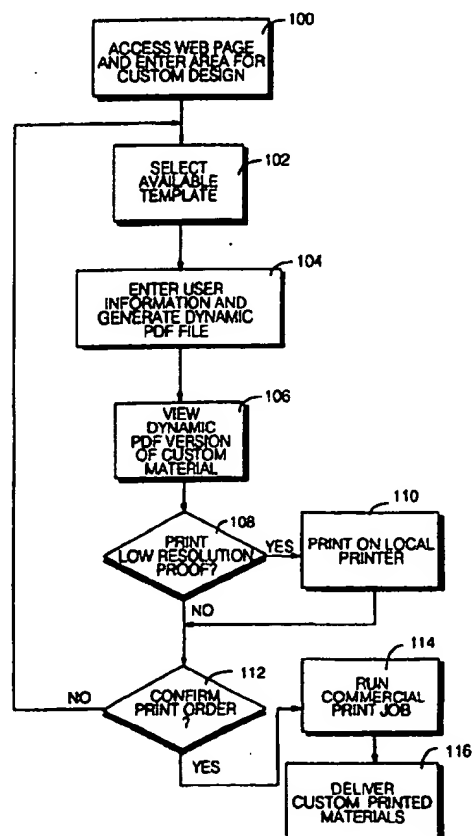 100
ACCESS WEB PAGE
AND ENTER AREA FOR
CUSTOM DESIGN
102
SELECT
AVAILABLE
TEMPLATE
104
ENTER USER
INFORMATION AND
GENERATE DYNAMIC
PDF FILE
106
VIEW
DYNAMIC
PDF VERSION
OF CUSTOM
MATERIAL
108
PRINT
LOW RESOLUTION
PROOF?
YES
110
PRINT ON LOCAL
PRINTER
NO
112
CONFIRM
PRINT ORDER
?
NO
YES
114
RUN
COMMERCIAL
PRINT JOB
116
DELIVER
CUSTOM PRINTED
MATERIALS